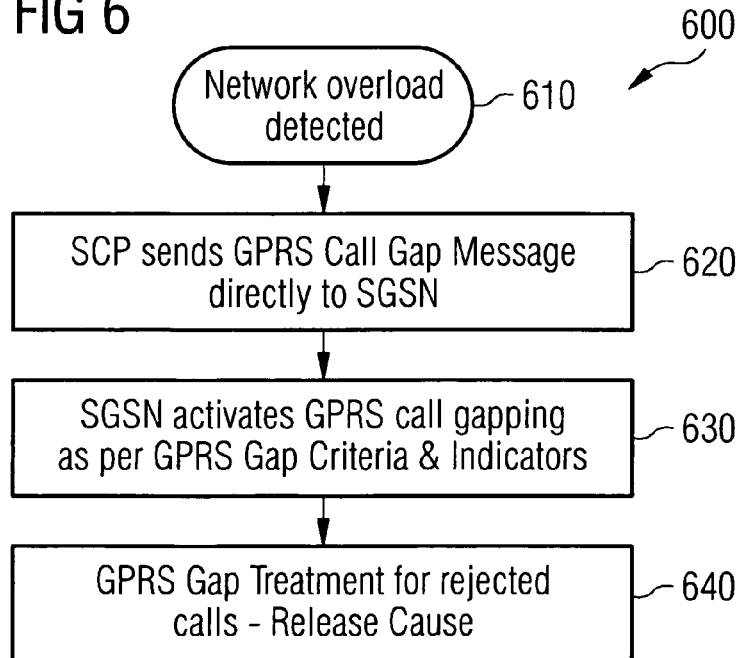 FIG 6
600
Network overload
detected
610
SCP sends GPRS Call Gap Message
directly to SGSN
620
SGSN activates GPRS call gapping
as per GPRS Gap Criteria & Indicators
630
GPRS Gap Treatment for rejected
calls - Release Cause
640